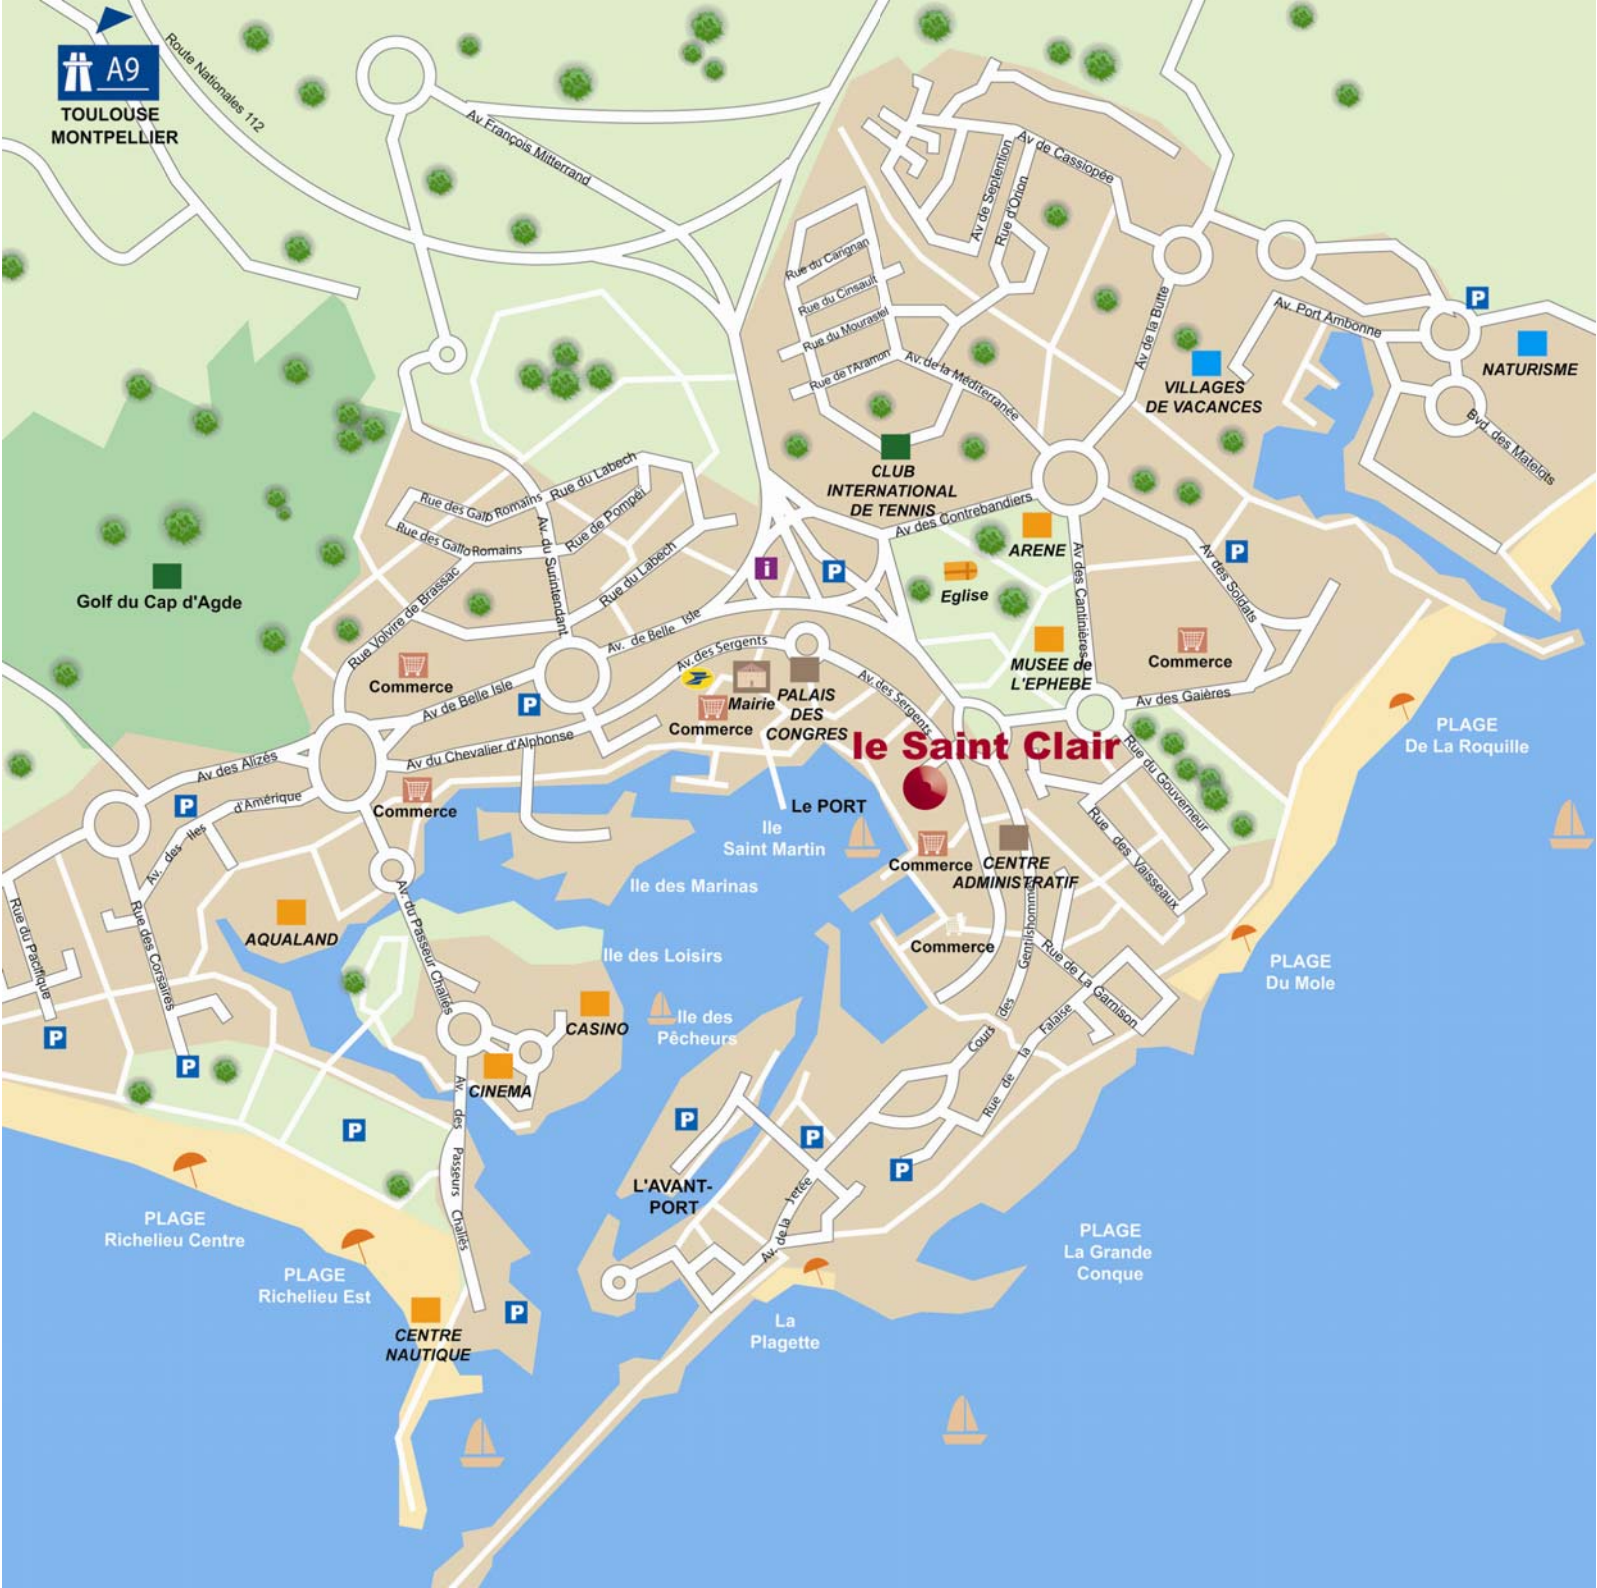 A9
TOULOUSE
MONTPELLIER
Route Nationales 112
Av François Mitterrand
Av de Cassiopée
Av de Septention
Rue d'Orion
Rue du Carignan
Rue du Cinsault
Rue du Mourastel
Rue de l'Aramon
Av. de la Méditerranée
Av de la Butte
Av. Port Ambonne
P
NATURISME
VILLAGES
DE VACANCES
Bvd. des Matelots
CLUB
INTERNATIONAL
DE TENNIS
Av des Contrebandiers
ARENE
Eglise
MUSEE de
L'EPHEBE
Av des Cantinières
Av des Soldats
P
Commerce
Av des Gaières
Rue du Labech
Rue des Galo Romains
Rue de Pompéi
Rue des Gallo Romains
Av. du Surintendant
Rue du Labech
Rue Volvire de Brassac
Golf du Cap d'Agde
i
P
Av. de Belle Isle
Av. des Sergents
Av. des Sergents
Commerce
Av de Belle Isle
P
Mairie
Commerce
PALAIS
DES
CONGRES
le Saint Clair
Av du Chevalier d'Alphonse
Av des Alizés
P
Av. des Iles d'Amérique
Commerce
Le PORT
Ile
Saint Martin
Ile des Marinas
Commerce
CENTRE
ADMINISTRATIF
Rue du Gouverneur
Rue des Vaisseaux
PLAGE
De La Roquille
PLAGE
Du Mole
Rue du Pacifique
Rue des Corsaires
AQUALAND
Av. du Passeur Challiès
Ile des Loisirs
CASINO
Ile des
Pêcheurs
CINEMA
Commerce
Cours des Gentilshommes
Rue de La Garnison
Rue de la Falaise
P
P
P
Av. des Passeurs Challiès
P
P
P
L'AVANT-
PORT
Av. de la Jetée
PLAGE
Richelieu Centre
PLAGE
Richelieu Est
P
CENTRE
NAUTIQUE
La
Plagette
PLAGE
La Grande
Conque